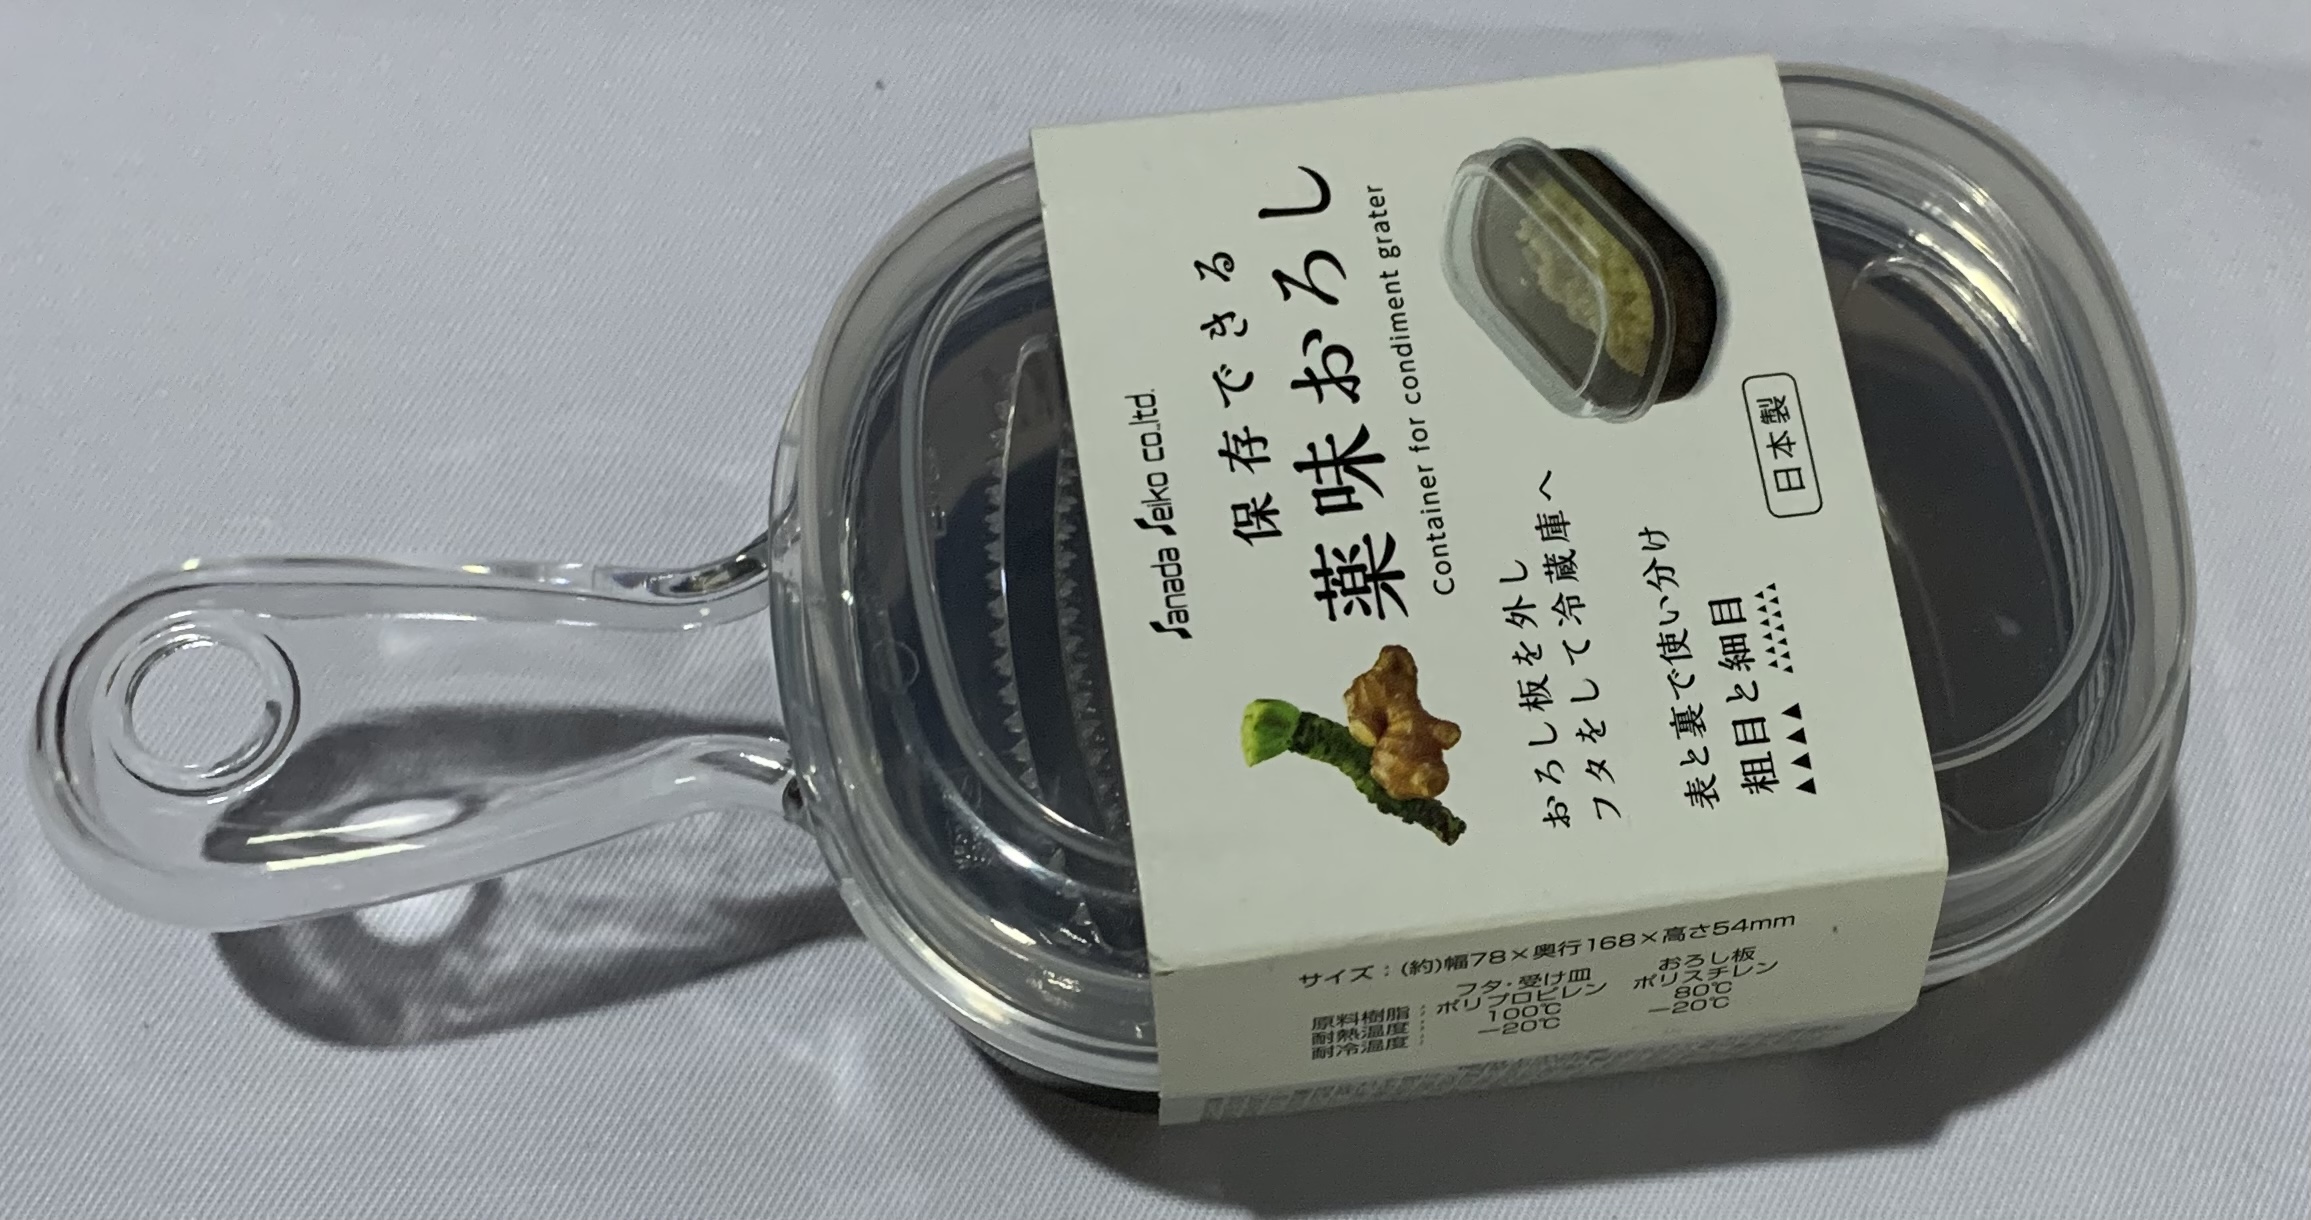 Sanada Seiko co.,ltd.
保存できる
薬味おろし
Container for condiment grater
おろし板を外し
フタをして冷蔵庫へ
表と裏で使い分け
粗目と細目
日本製
サイズ：(約)幅78×奥行168×高さ54mm
フタ・受け皿 おろし板
原料樹脂：ポリプロピレン ポリスチレン
耐熱温度：100℃ 80℃
耐冷温度：−20℃ −20℃